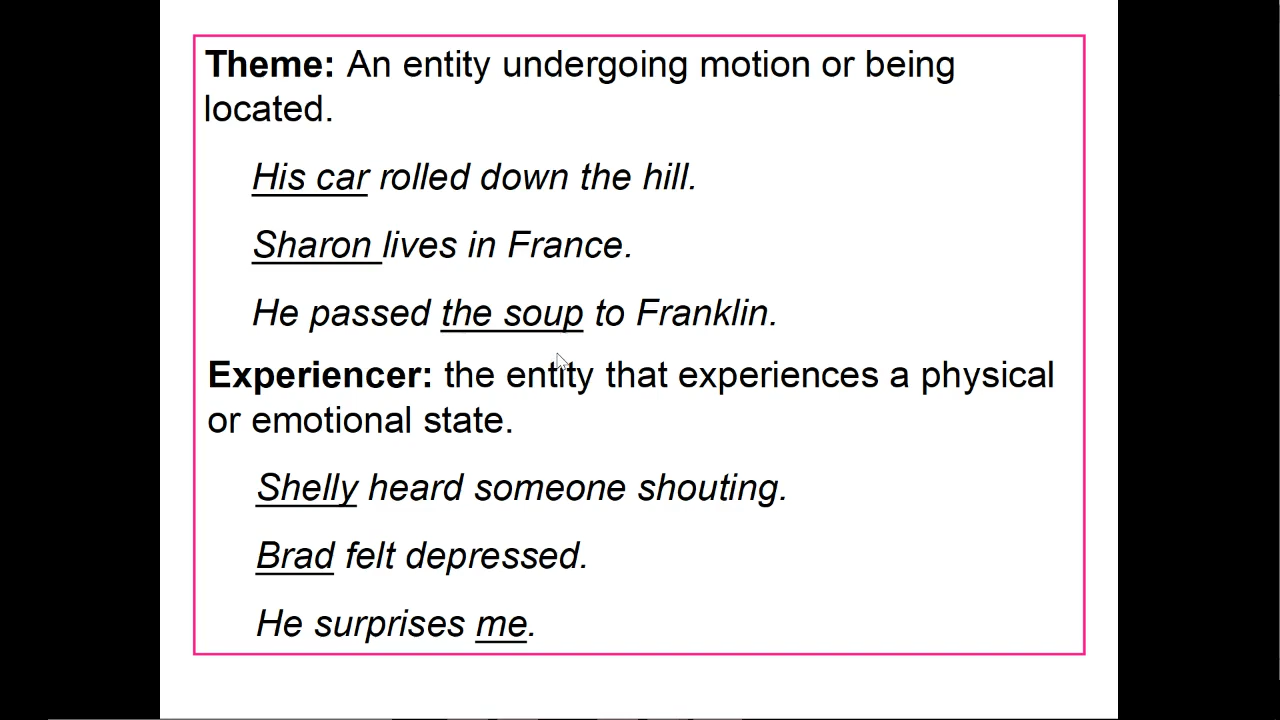 Theme: An entity undergoing motion or being
located.
His car rolled down the hill.
Sharon lives in France.
He passed the soup to Franklin.
Experiencer: the entity that experiences a physical
or emotional state.
Shelly heard someone shouting.
Brad felt depressed.
He surprises me.